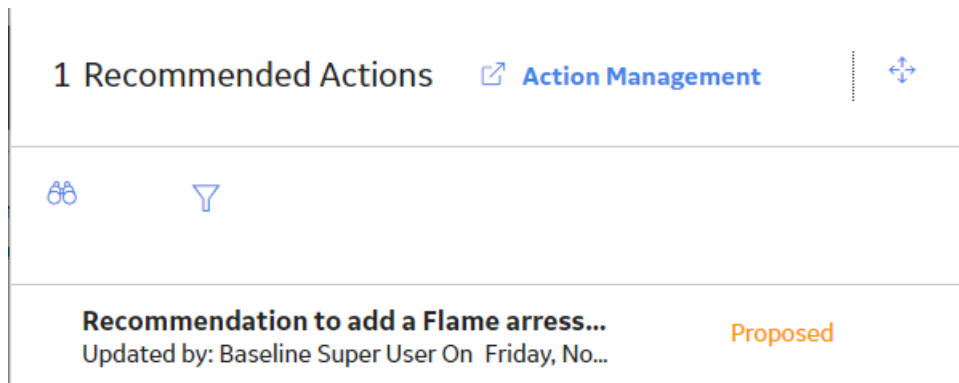 1 Recommended Actions Action Management
Recommendation to add a Flame arress...
Proposed
Updated by: Baseline Super User On Friday, No...